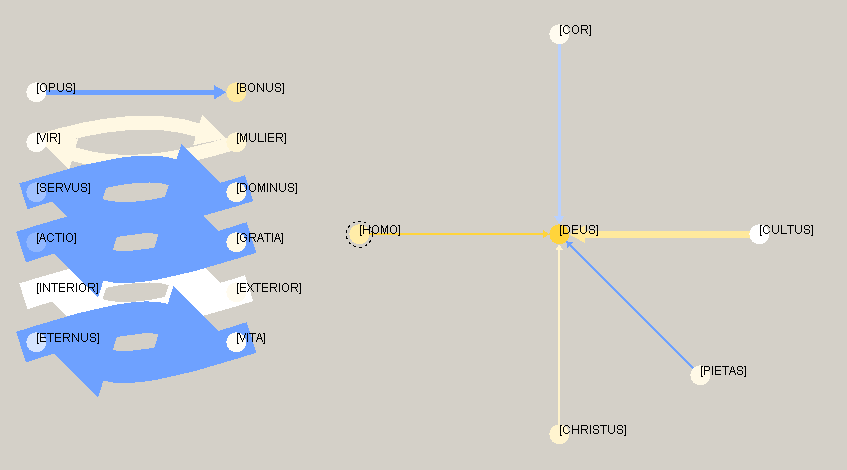 [COR]
[OPUS] [BONUS]
[VIR] [MULIER]
[SERVUS] [DOMINUS]
[HOMO] [DEUS] [CULTUS]
[ACTIO] [GRATIA]
[INTERIOR] [EXTERIOR]
[ETERNUS] [VITA]
[PIETAS]
[CHRISTUS]